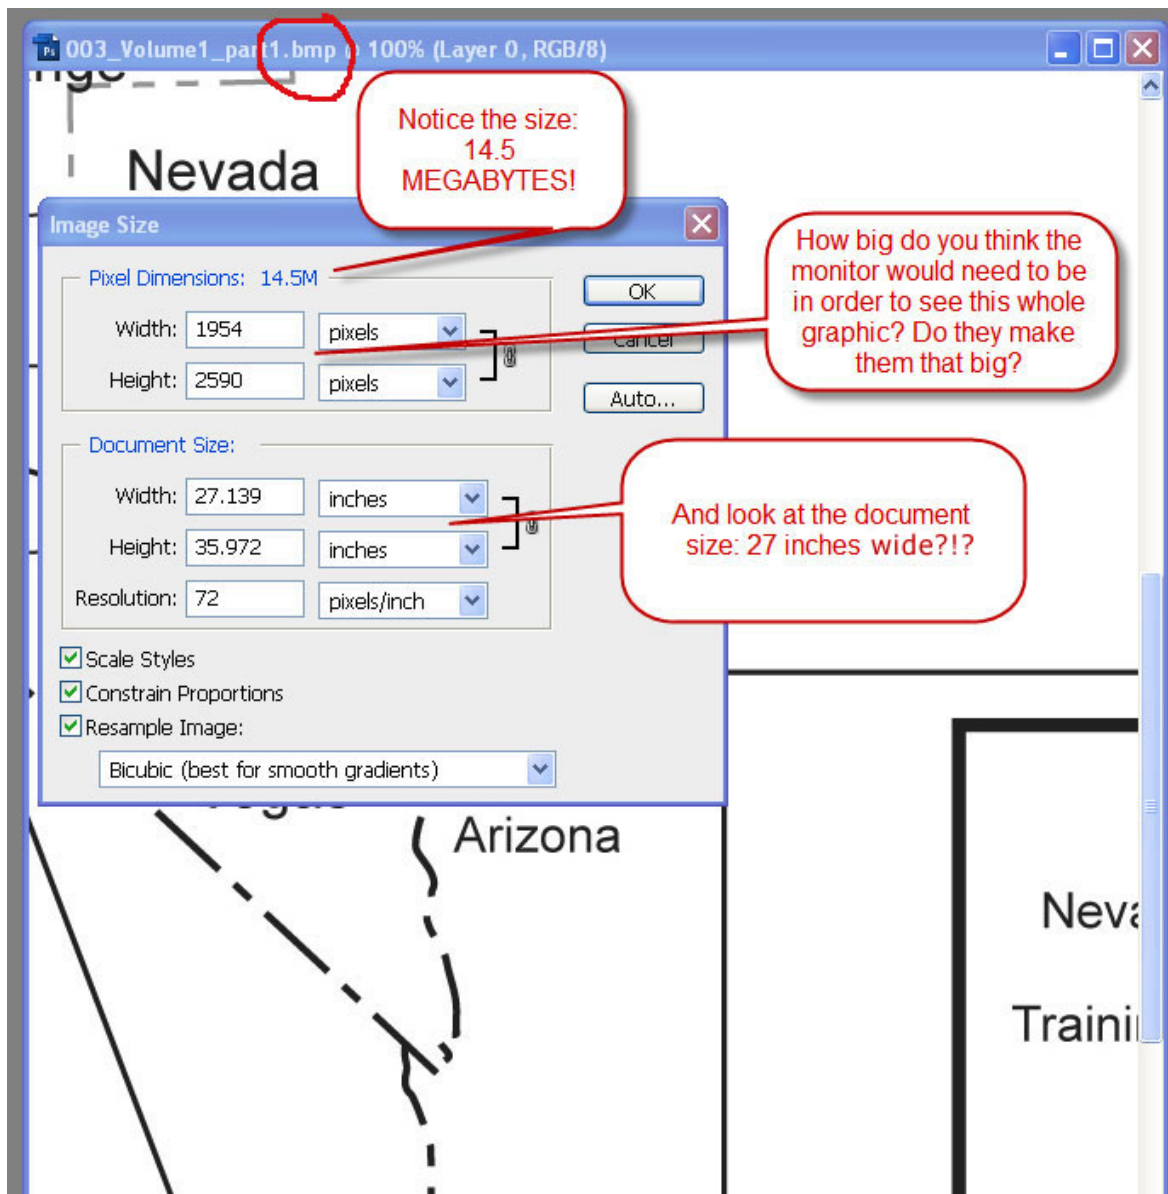 003_Volume1_part1.bmp @ 100% (Layer 0, RGB/8)
Notice the size:
14.5
MEGABYTES!
Nevada
Image Size
Pixel Dimensions: 14.5M
Width: 1954 pixels
Height: 2590 pixels
OK
Cancel
Auto...
How big do you think the
monitor would need to be
in order to see this whole
graphic? Do they make
them that big?
Document Size:
Width: 27.139 inches
Height: 35.972 inches
Resolution: 72 pixels/inch
And look at the document
size: 27 inches wide?!?
Scale Styles
Constrain Proportions
Resample Image:
Bicubic (best for smooth gradients)
Arizona
Neva
Traini